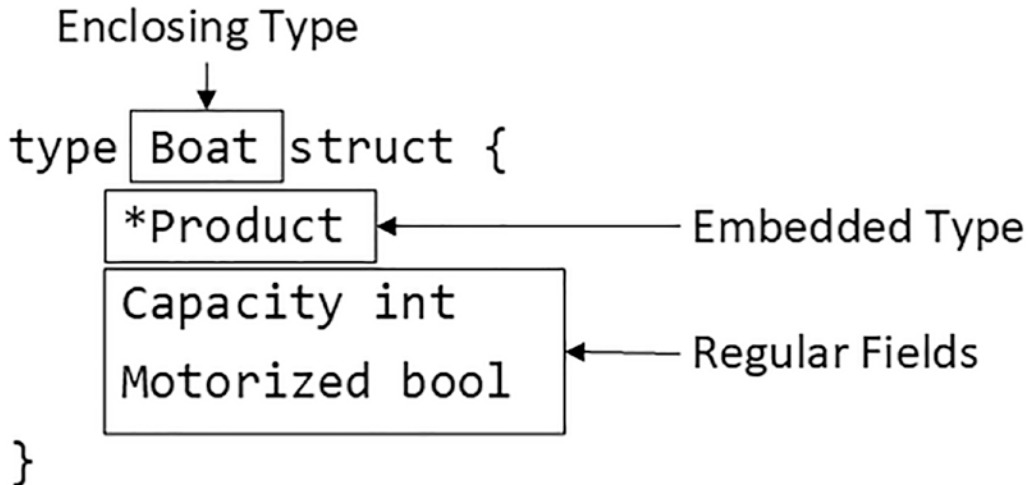 Enclosing Type
type Boat struct {
*Product
Embedded Type
Capacity int
Motorized bool
Regular Fields
}